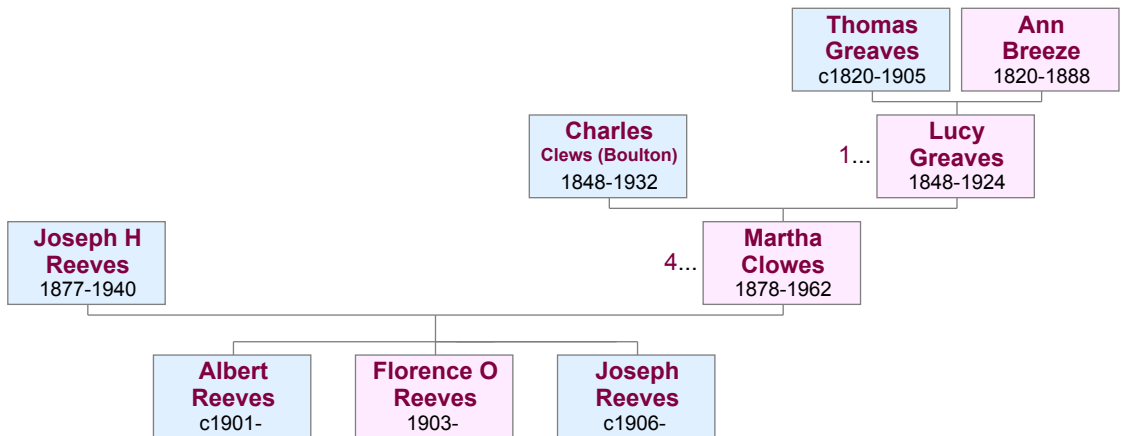 Thomas
Greaves
c1820-1905
Ann
Breeze
1820-1888
Charles
Clews (Boulton)
1848-1932
1...
Lucy
Greaves
1848-1924
Joseph H
Reeves
1877-1940
4...
Martha
Clowes
1878-1962
Albert
Reeves
c1901-
Florence O
Reeves
1903-
Joseph
Reeves
c1906-